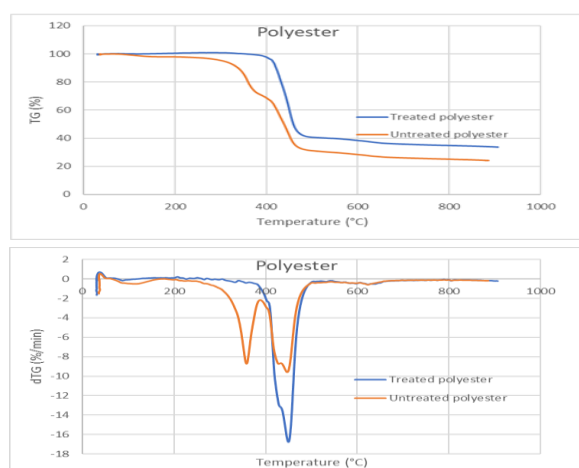 Polyester
120
100
80
60
40
20
0
TG (%)
Treated polyester
Untreated polyester
0 200 400 600 800 1000
Temperature (°C)
Polyester
2
0
-2
-4
-6
-8
-10
-12
-14
-16
-18
dTG (%/min)
0 200 400 600 800 1000
Treated polyester
Untreated polyester
Temperature (°C)